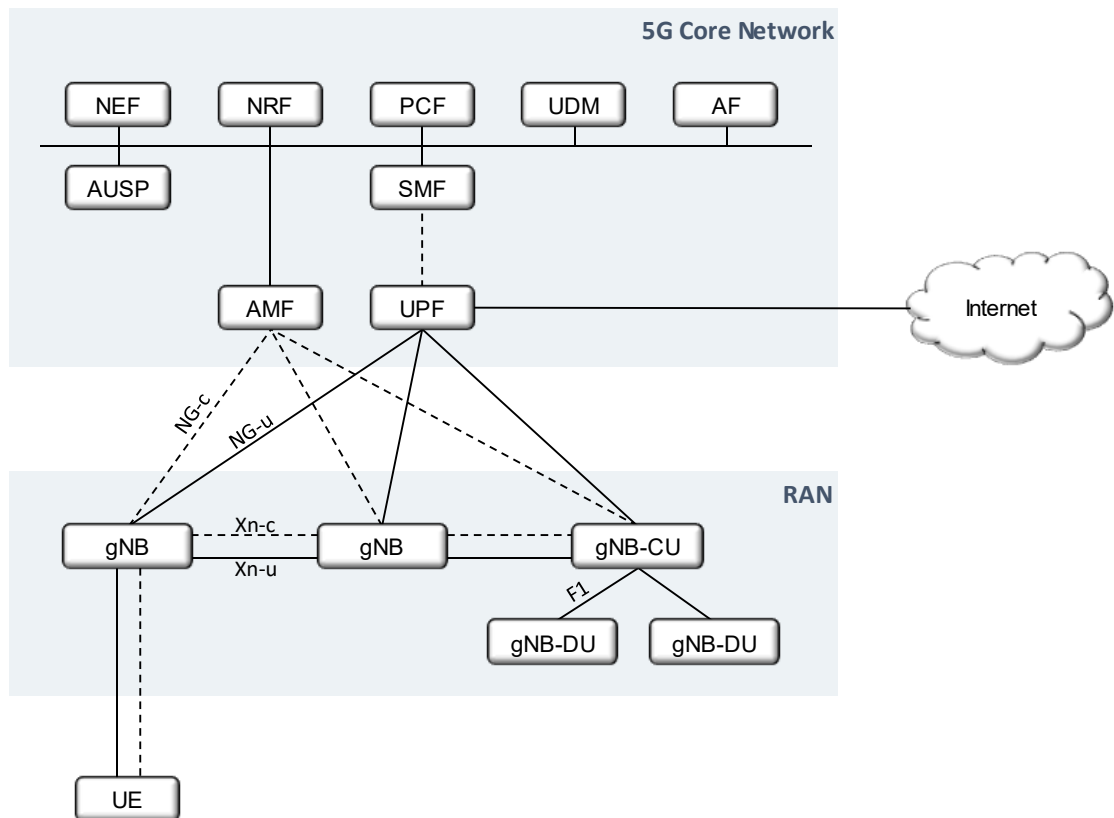 5G Core Network
NEF
NRF
PCF
UDM
AF
AUSP
SMF
AMF
UPF
Internet
NG-c
NG-u
RAN
gNB
Xn-c
Xn-u
gNB
gNB-CU
F1
gNB-DU
gNB-DU
UE